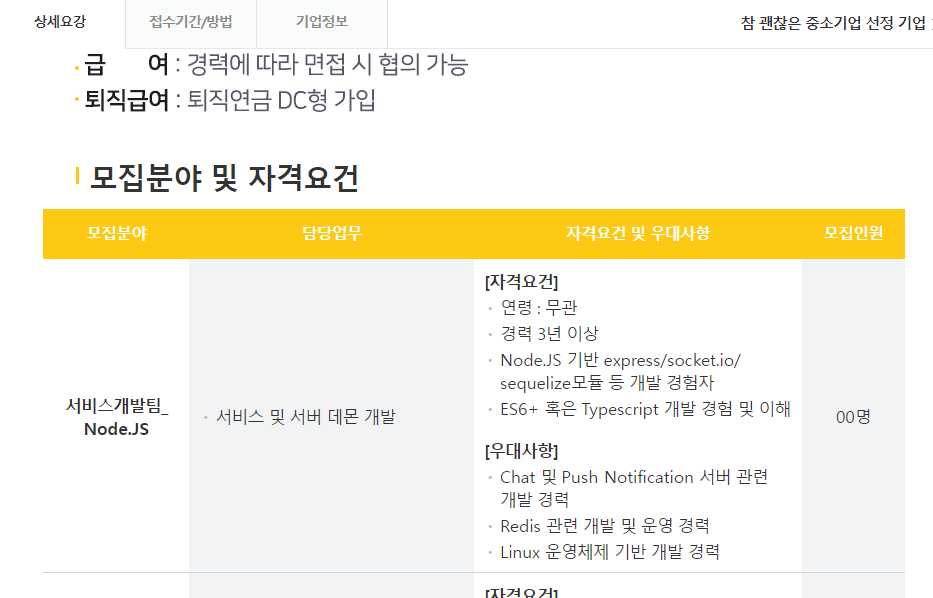 상세요강
접수기간/방법
기업정보
참 괜찮은 중소기업 선정 기업
급 여 : 경력에 따라 면접 시 협의 가능
퇴직급여 : 퇴직연금 DC형 가입
모집분야 및 자격요건
모집분야
담당업무
자격요건 및 우대사항
모집인원
서비스개발팀_
Node.JS
· 서비스 및 서버 데몬 개발
[자격요건]
· 연령 : 무관
· 경력 3년 이상
· Node.JS 기반 express/socket.io/
sequelize모듈 등 개발 경험자
· ES6+ 혹은 Typescript 개발 경험 및 이해
[우대사항]
· Chat 및 Push Notification 서버 관련
개발 경력
· Redis 관련 개발 및 운영 경력
· Linux 운영체제 기반 개발 경력
00명
[자격요건]